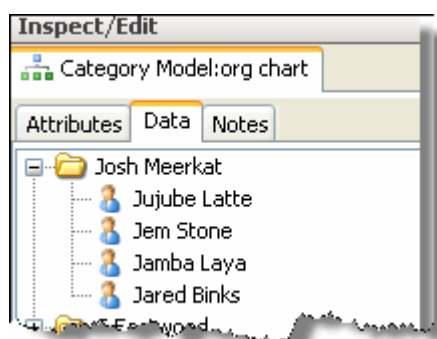 Inspect/Edit
Category Model:org chart
Attributes Data Notes
Josh Meerkat
Jujube Latte
Jem Stone
Jamba Laya
Jared Binks